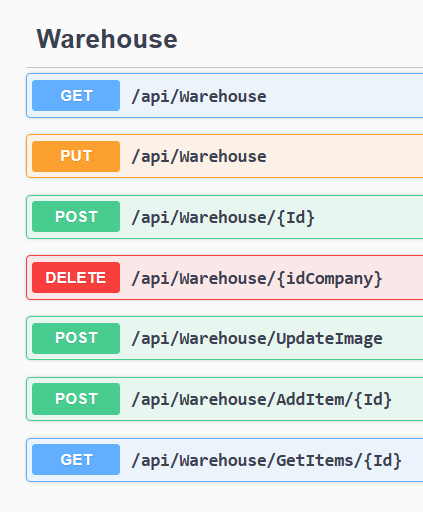 Warehouse
GET /api/Warehouse
PUT /api/Warehouse
POST /api/Warehouse/{Id}
DELETE /api/Warehouse/{idCompany}
POST /api/Warehouse/UpdateImage
POST /api/Warehouse/AddItem/{Id}
GET /api/Warehouse/GetItems/{Id}